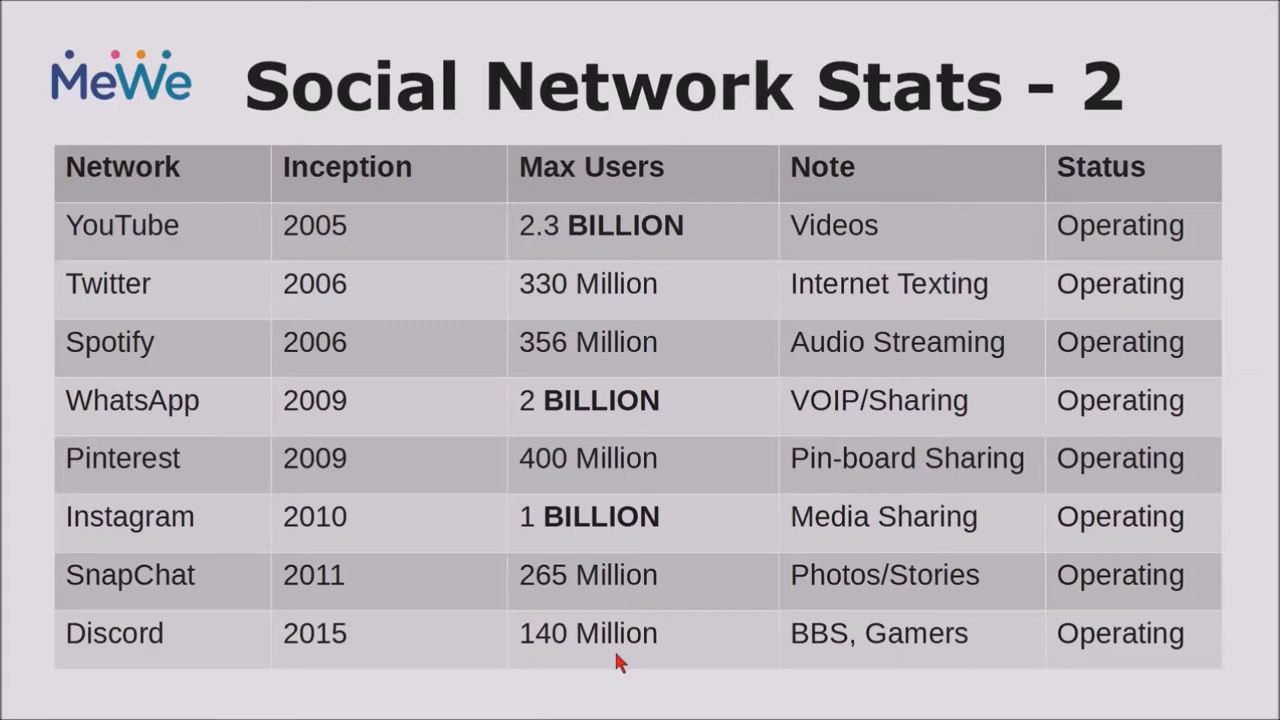 MeWe
Social Network Stats - 2
Network Inception Max Users Note Status
YouTube 2005 2.3 BILLION Videos Operating
Twitter 2006 330 Million Internet Texting Operating
Spotify 2006 356 Million Audio Streaming Operating
WhatsApp 2009 2 BILLION VOIP/Sharing Operating
Pinterest 2009 400 Million Pin-board Sharing Operating
Instagram 2010 1 BILLION Media Sharing Operating
SnapChat 2011 265 Million Photos/Stories Operating
Discord 2015 140 Million BBS, Gamers Operating